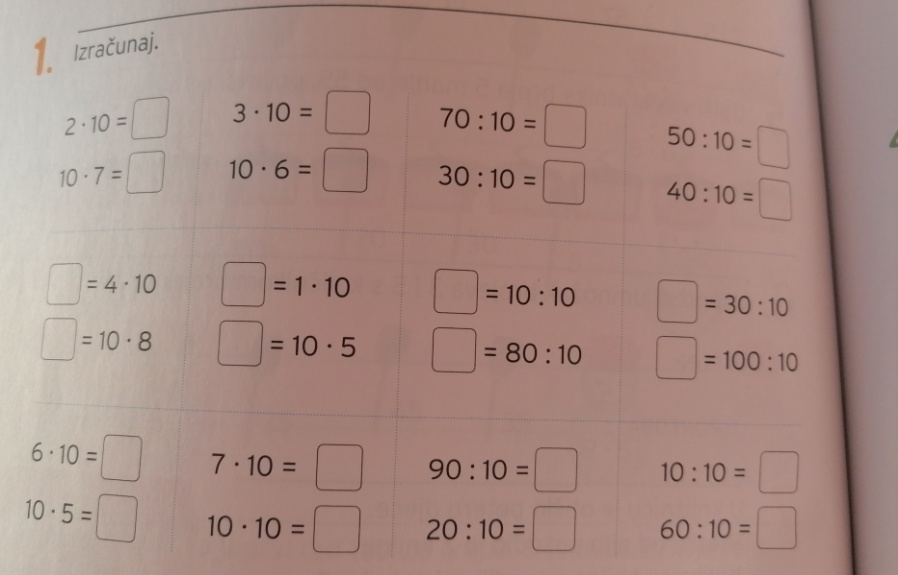 1. Izračunaj.
2 · 10 = 3 · 10 = 70 : 10 = 50 : 10 =
10 · 7 = 10 · 6 = 30 : 10 = 40 : 10 =
= 4 · 10 = 1 · 10 = 10 : 10 = 30 : 10
= 10 · 8 = 10 · 5 = 80 : 10 = 100 : 10
6 · 10 = 7 · 10 = 90 : 10 = 10 : 10 =
10 · 5 = 10 · 10 = 20 : 10 = 60 : 10 =